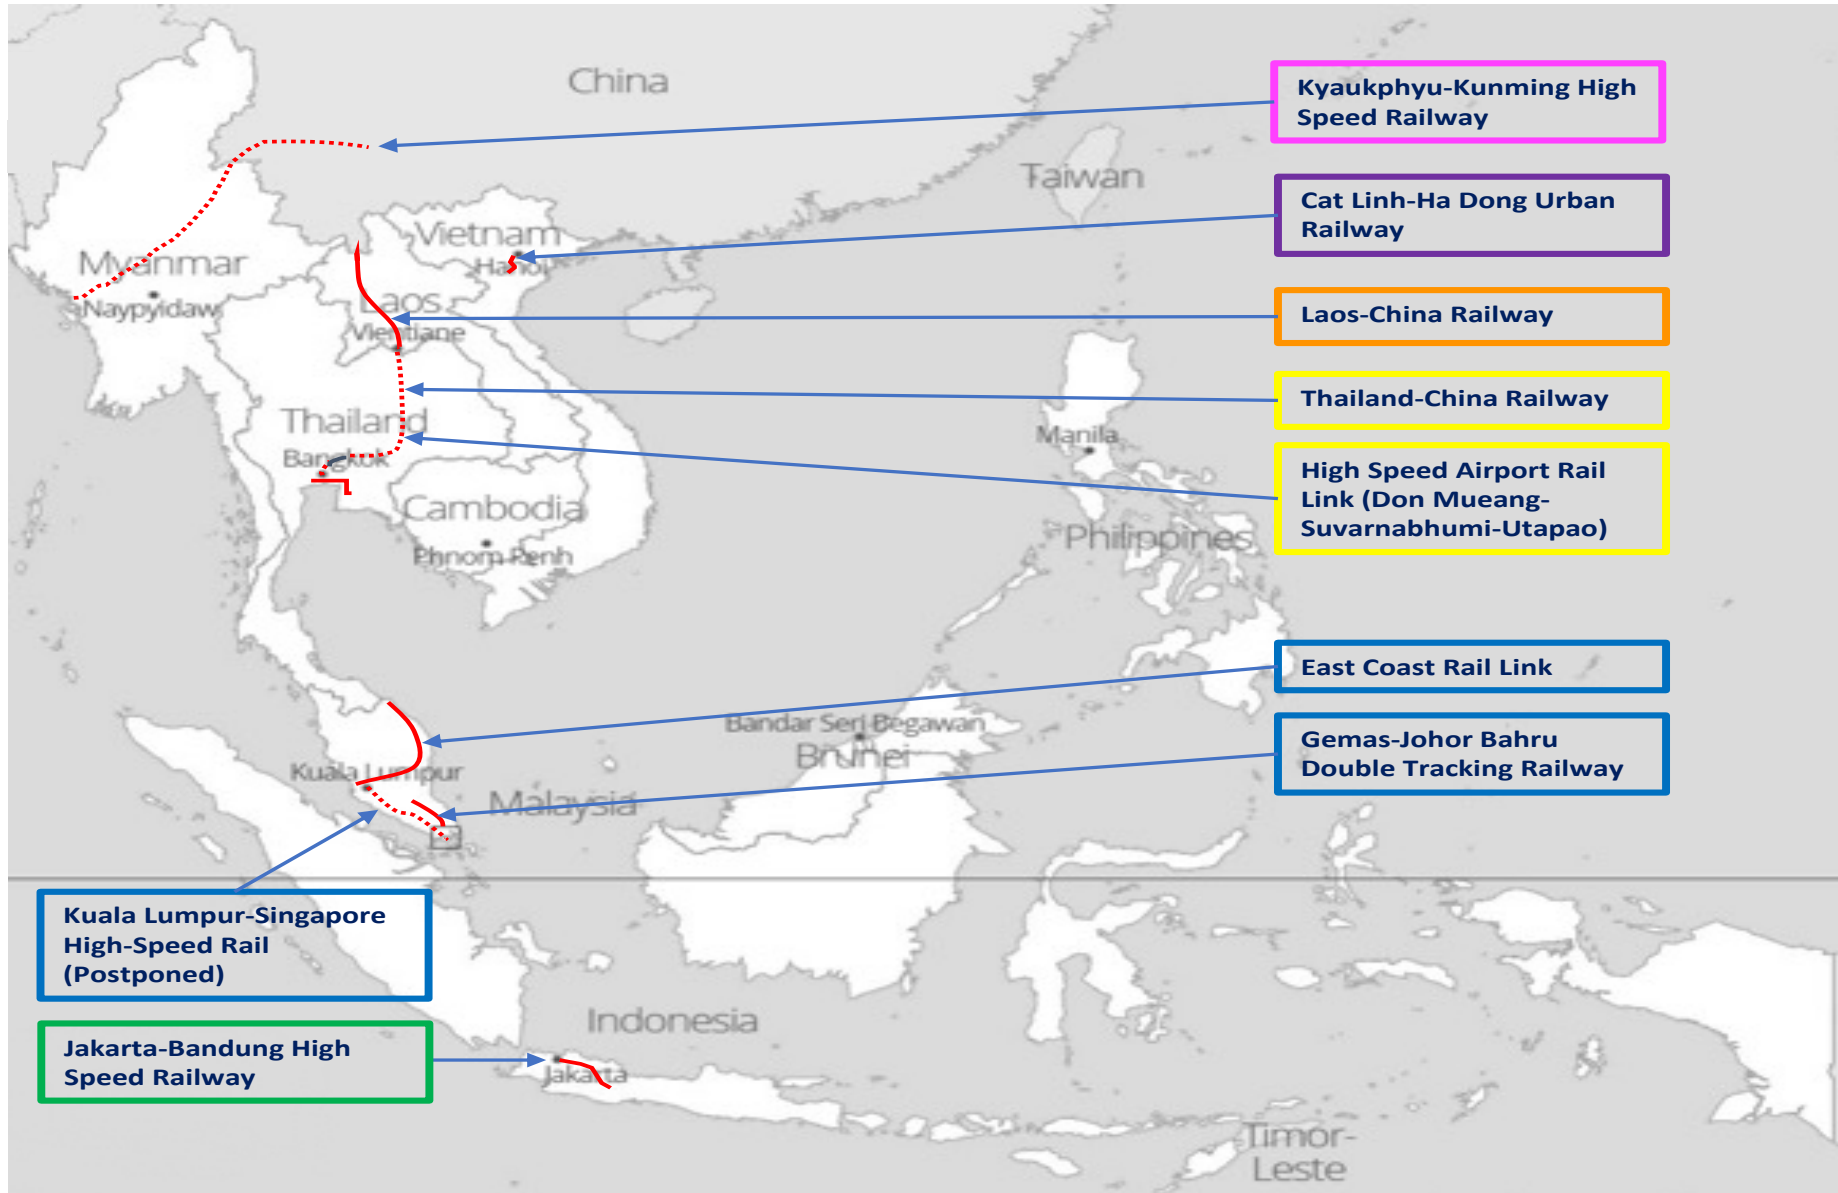 China
Kyaukphyu-Kunming High
Speed Railway
Taiwan
Cat Linh-Ha Dong Urban
Railway
Vietnam
Hanoi
Myanmar
Naypyidaw
Laos
Vientiane
Laos-China Railway
Thailand-China Railway
Thailand
Bangkok
Manila
High Speed Airport Rail
Link (Don Mueang-
Suvarnabhumi-Utapao)
Cambodia
Phnom Penh
Philippines
East Coast Rail Link
Bandar Seri Begawan
Brunei
Gemas-Johor Bahru
Double Tracking Railway
Kuala Lumpur
Malaysia
Kuala Lumpur-Singapore
High-Speed Rail
(Postponed)
Indonesia
Jakarta-Bandung High
Speed Railway
Jakarta
Timor-
Leste